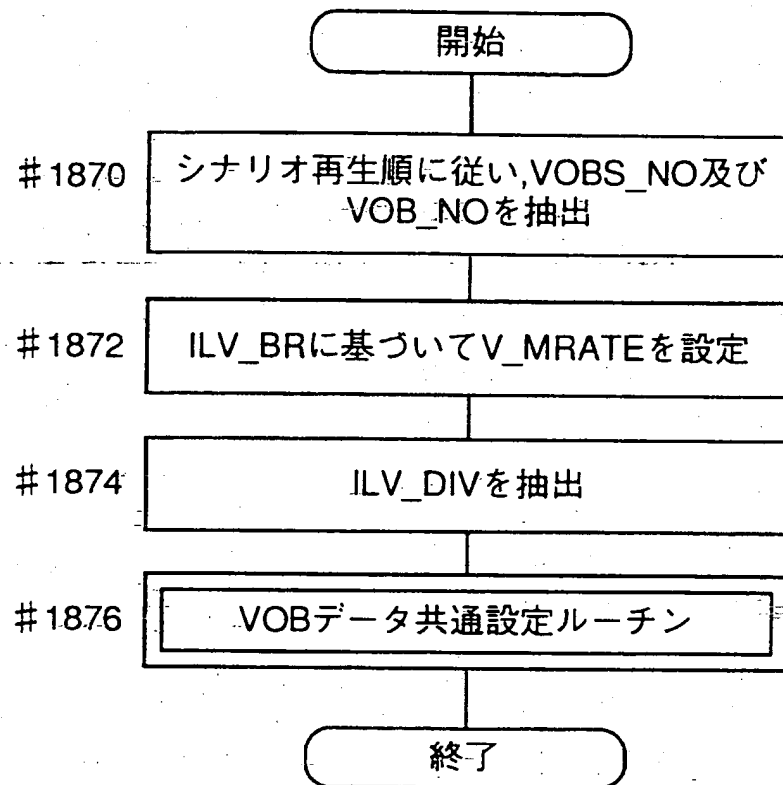 開始
#1870
シナリオ再生順に従い,VOBS_NO及び
VOB_NOを抽出
#1872
ILV_BRに基づいてV_MRATEを設定
#1874
ILV_DIVを抽出
#1876
VOBデータ共通設定ルーチン
終了